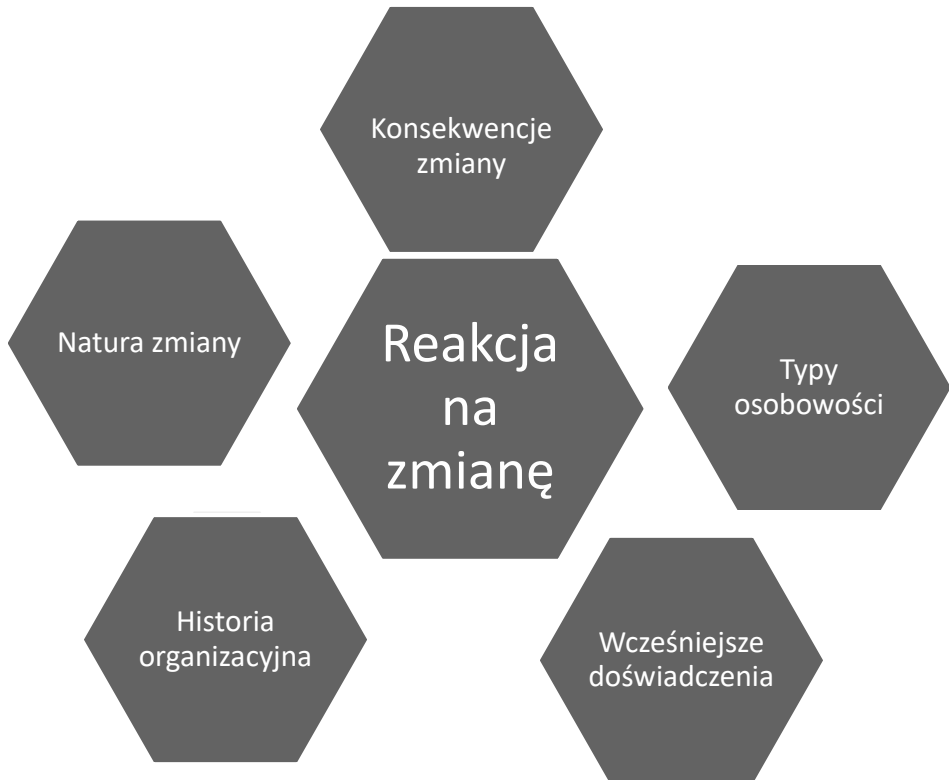 Konsekwencje
zmiany
Natura zmiany
Reakcja
na
zmianę
Typy
osobowości
Historia
organizacyjna
Wcześniejsze
doświadczenia